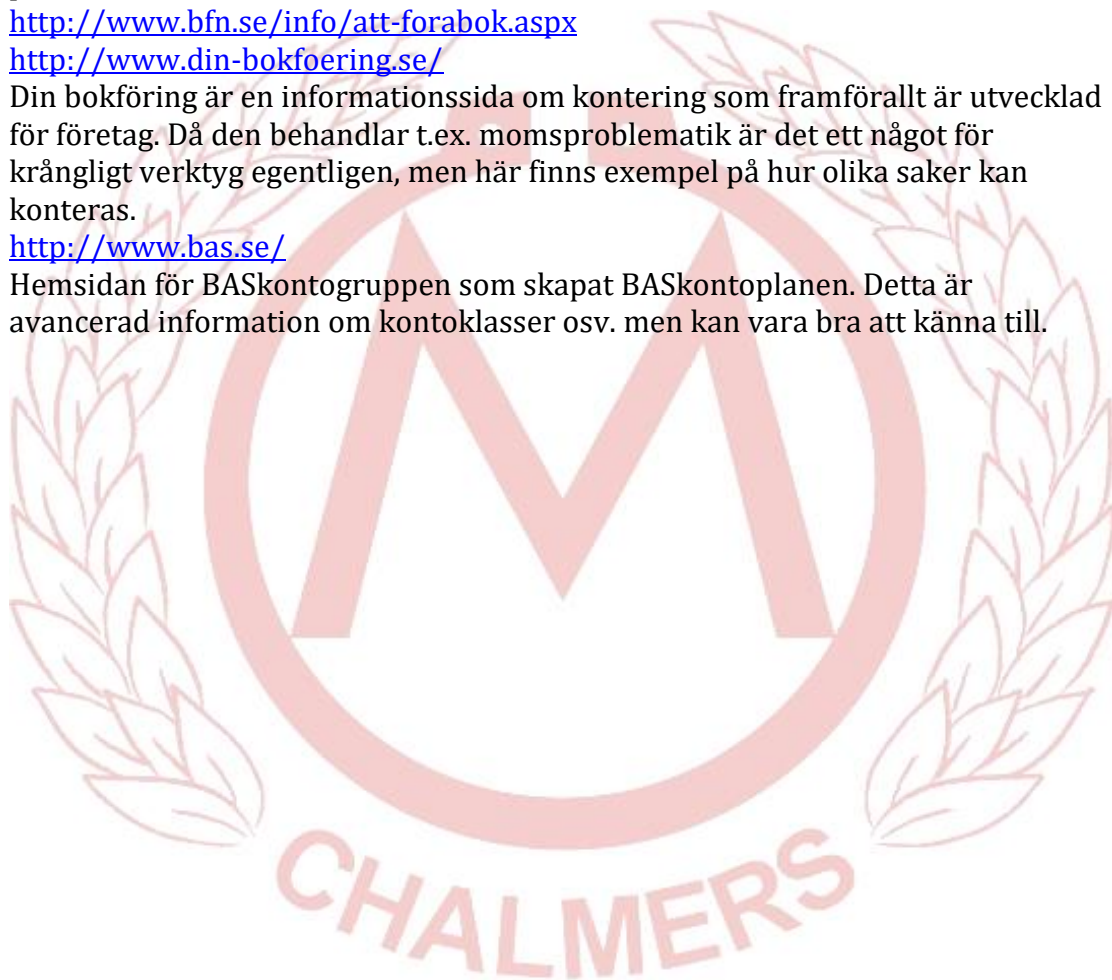 http://www.bfn.se/info/att-forabok.aspx
http://www.din-bokfoering.se/
Din bokföring är en informationssida om kontering som framförallt är utvecklad
för företag. Då den behandlar t.ex. momsproblematik är det ett något för
krångligt verktyg egentligen, men här finns exempel på hur olika saker kan
konteras.
http://www.bas.se/
Hemsidan för BASkontogruppen som skapat BASkontoplanen. Detta är
avancerad information om kontoklasser osv. men kan vara bra att känna till.
M
CHALMERS